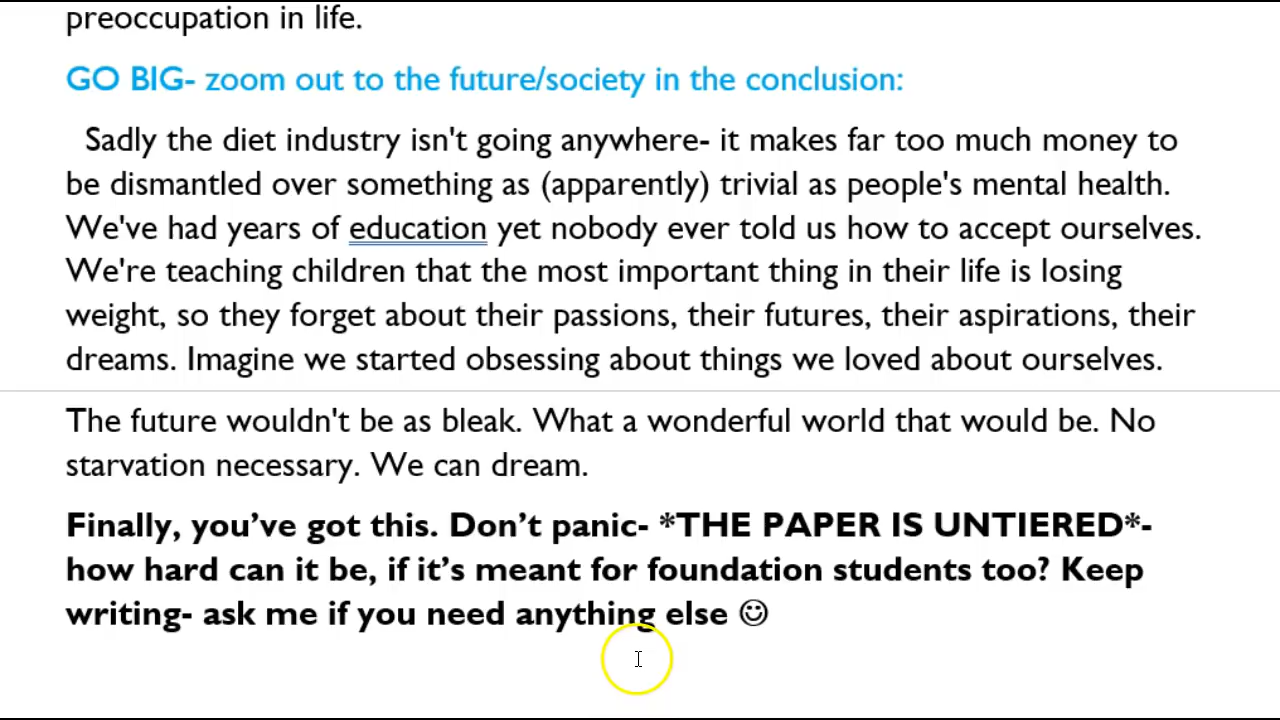 preoccupation in life.
GO BIG- zoom out to the future/society in the conclusion:
Sadly the diet industry isn't going anywhere- it makes far too much money to
be dismantled over something as (apparently) trivial as people's mental health.
We've had years of education yet nobody ever told us how to accept ourselves.
We're teaching children that the most important thing in their life is losing
weight, so they forget about their passions, their futures, their aspirations, their
dreams. Imagine we started obsessing about things we loved about ourselves.
The future wouldn't be as bleak. What a wonderful world that would be. No
starvation necessary. We can dream.
Finally, you’ve got this. Don’t panic- *THE PAPER IS UNTIERED*-
how hard can it be, if it’s meant for foundation students too? Keep
writing- ask me if you need anything else ☺